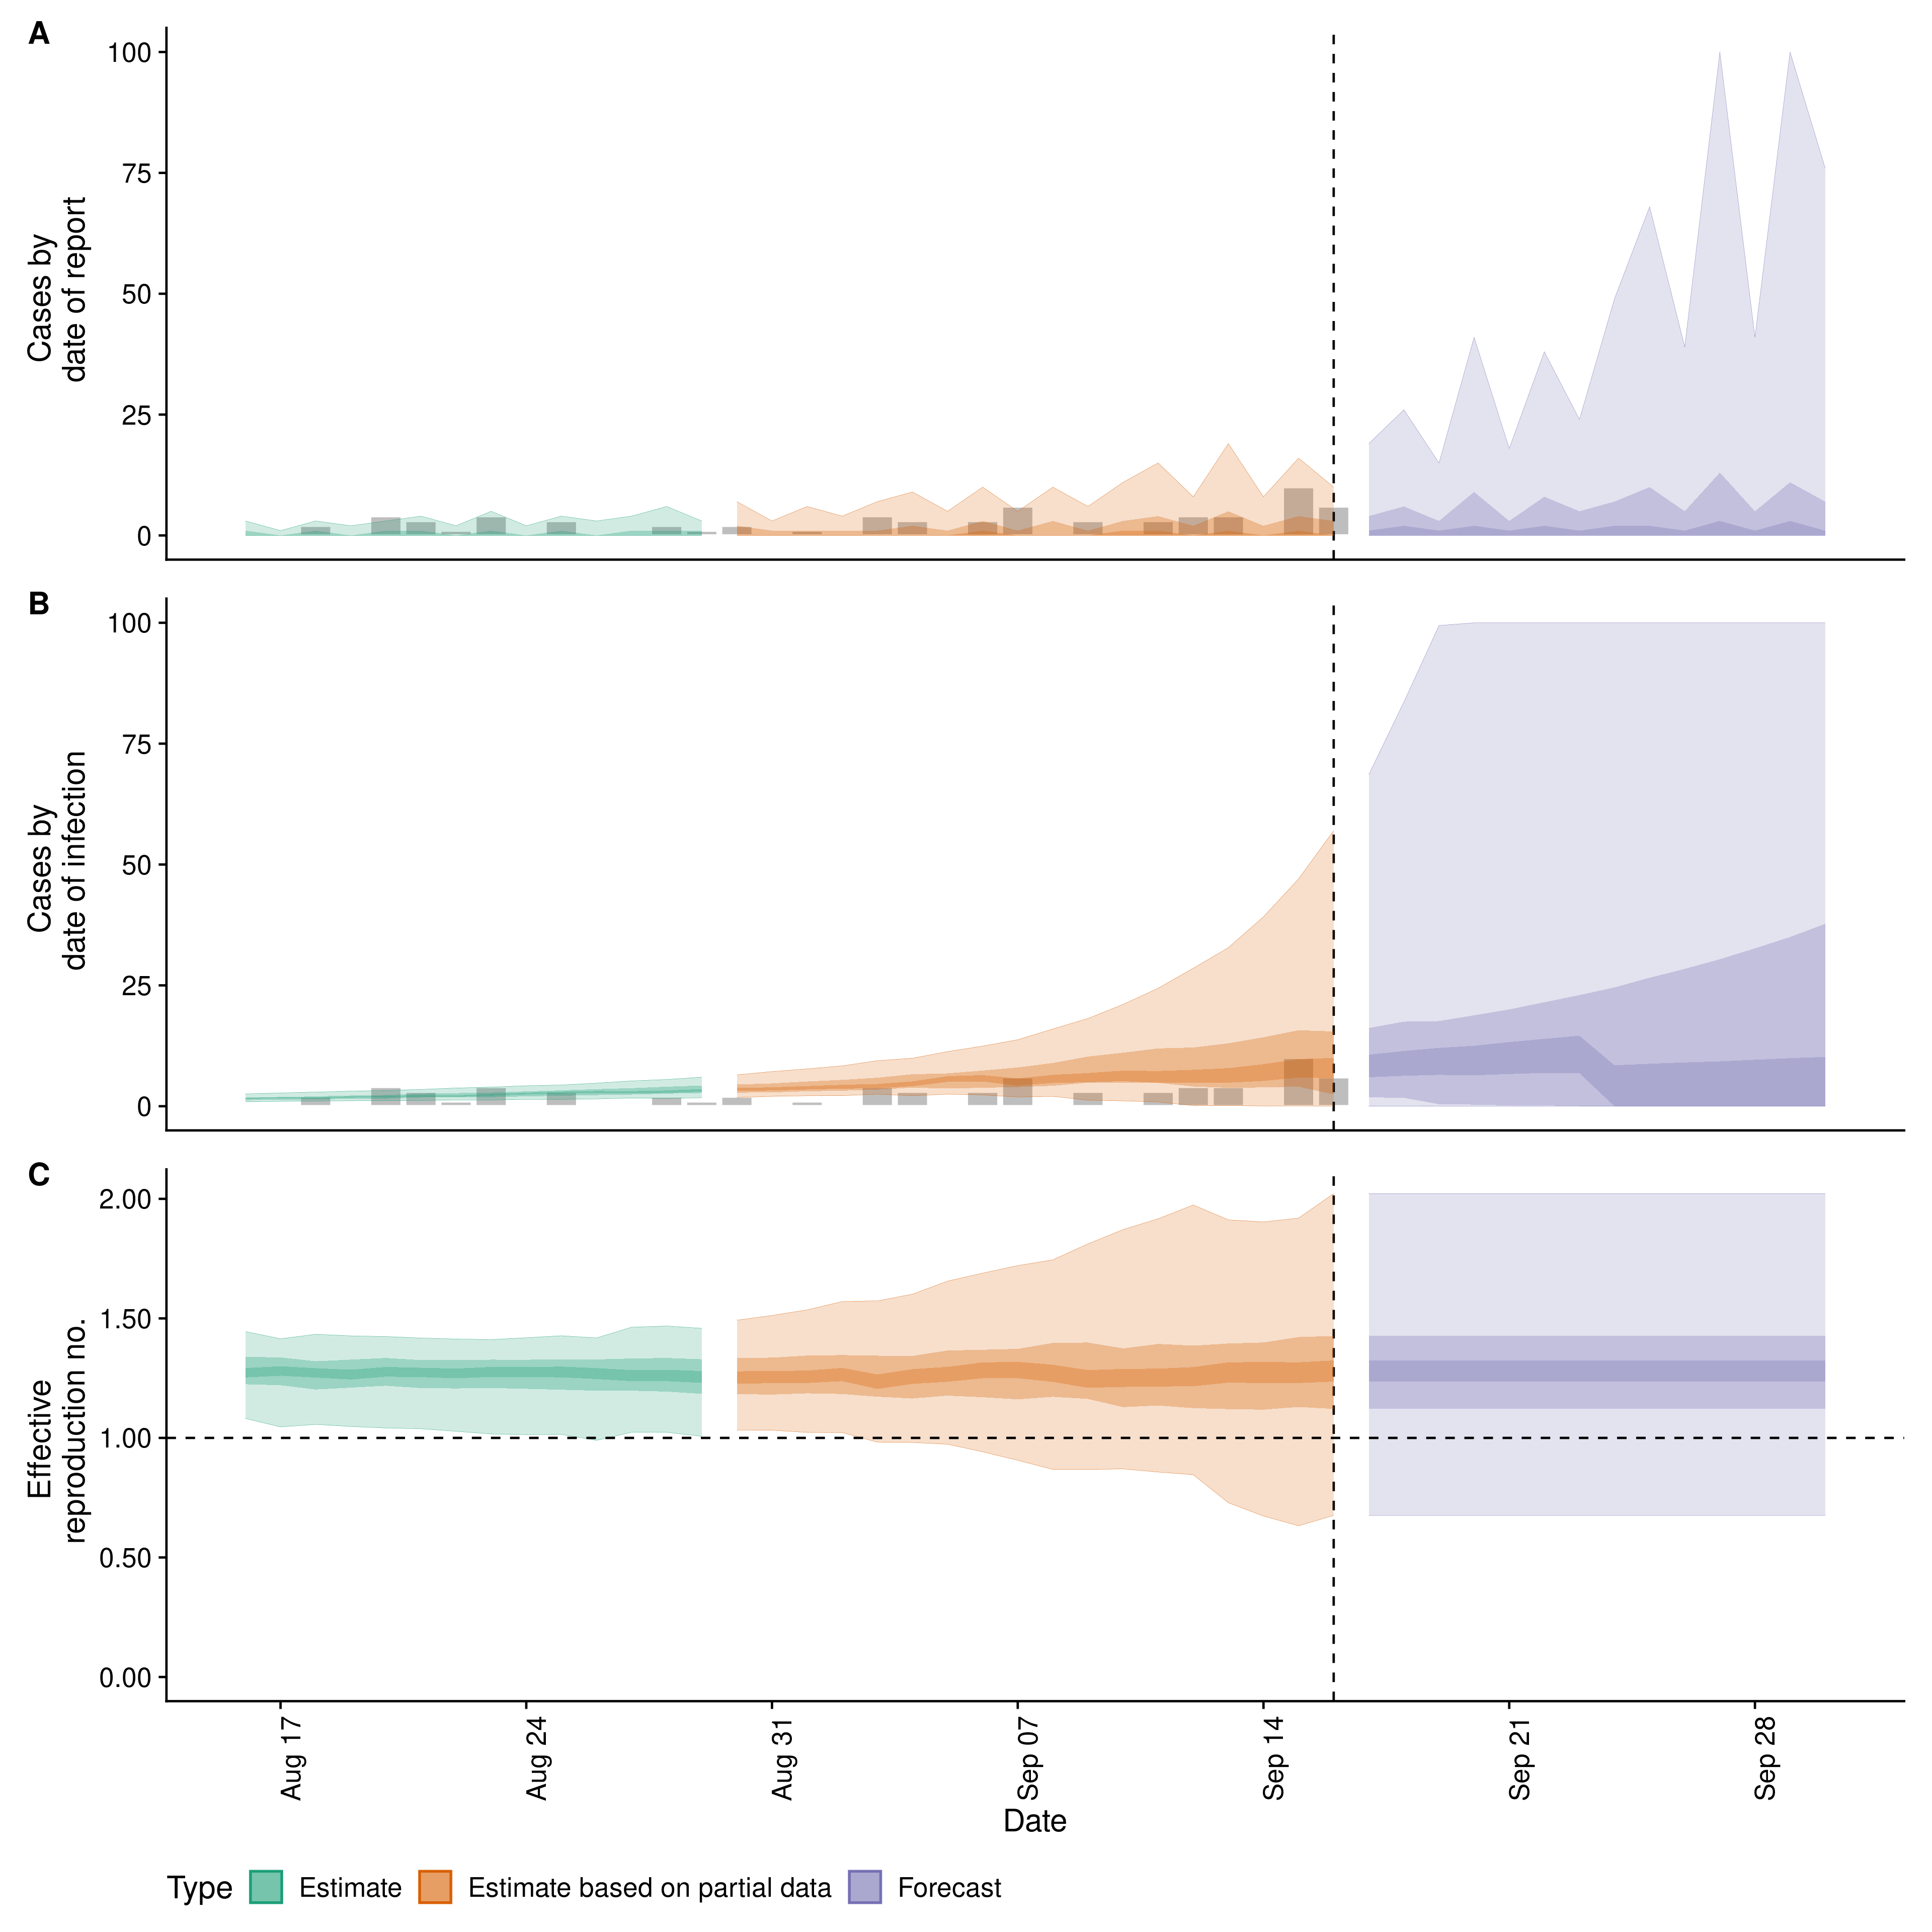 A
100
75
50
25
0
Cases by
date of report
B
100
75
50
25
0
Cases by
date of infection
C
2.00
1.50
1.00
0.50
0.00
Effective
reproduction no.
Aug 17
Aug 24
Aug 31
Sep 07
Sep 14
Sep 21
Sep 28
Date
Type Estimate Estimate based on partial data Forecast